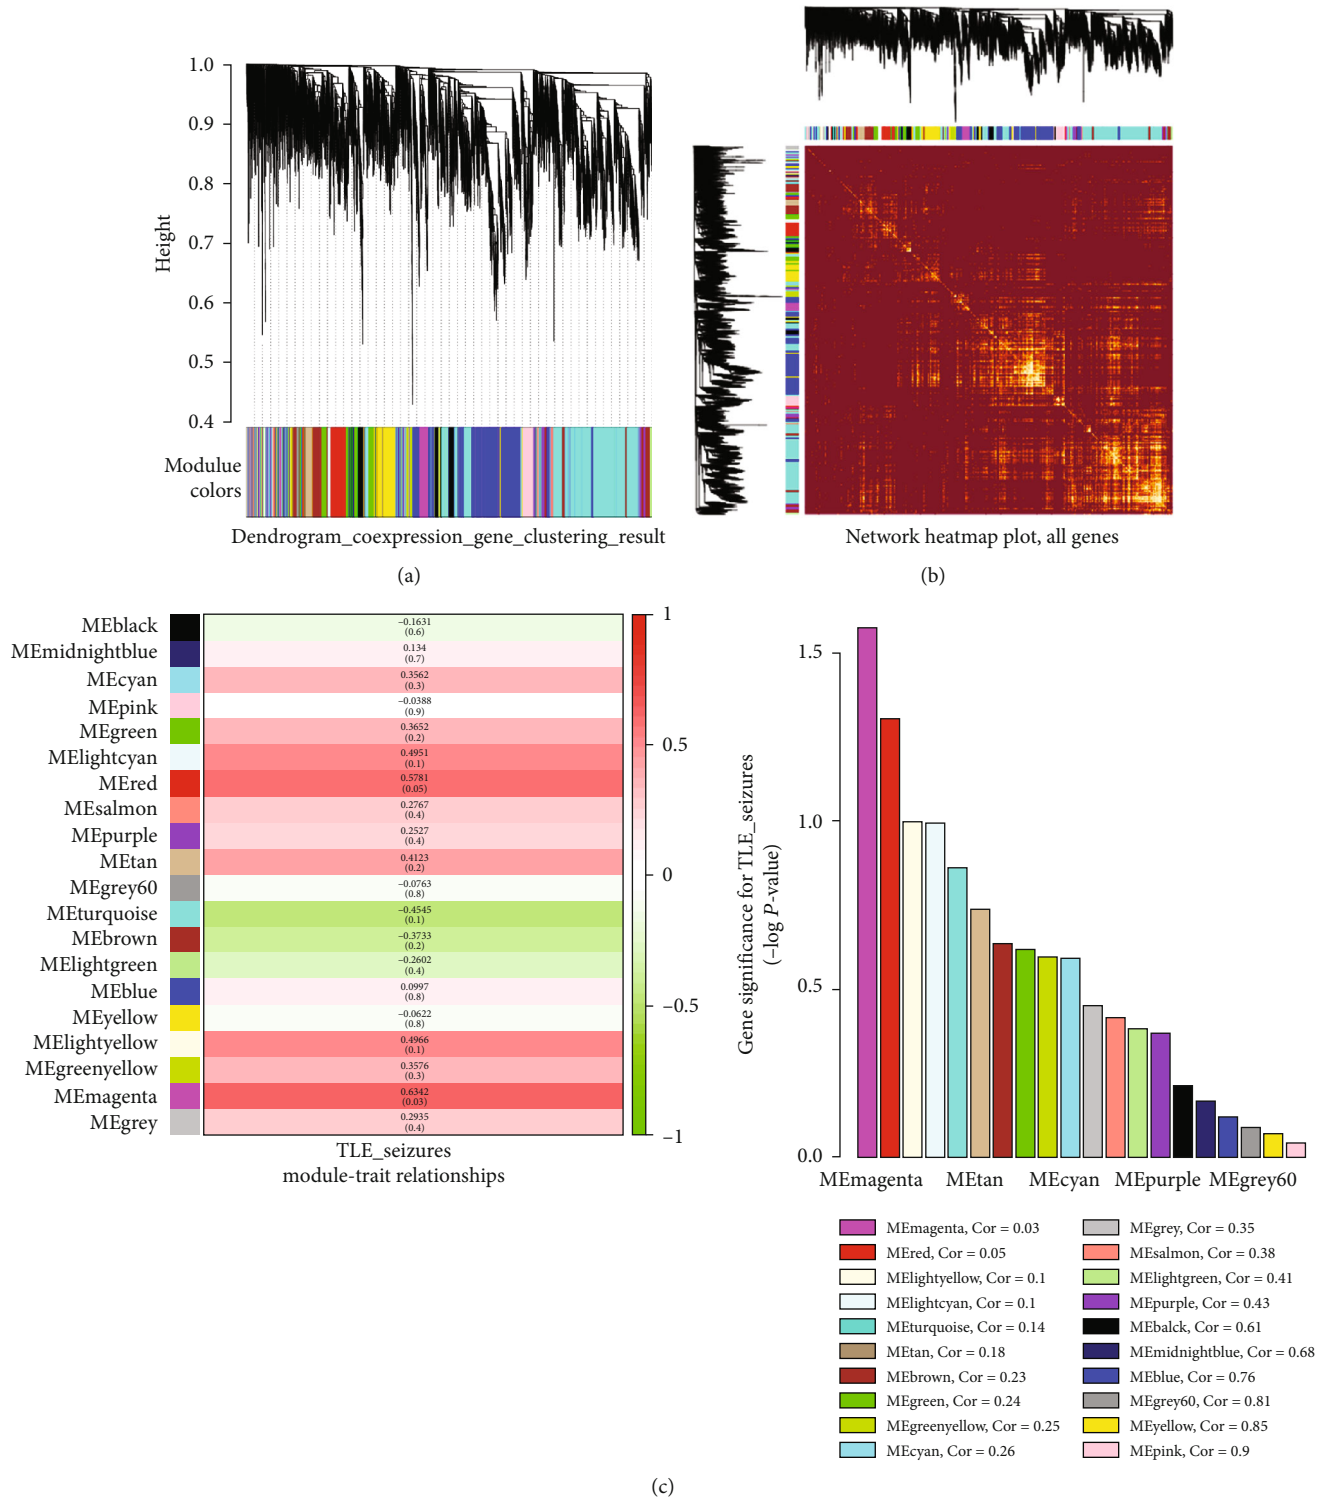 1.0
0.9
0.8
0.7
0.6
0.5
0.4
Height
Modulue
colors
Dendrogram_coexpression_gene_clustering_result
(a)
Network heatmap plot, all genes
(b)
MEblack
MEmidnightblue
MEcyan
MEpink
MEgreen
MElightcyan
MEred
MEsalmon
MEpurple
MEtan
MEgrey60
MEturquoise
MEbrown
MElightgreen
MEblue
MEyellow
MElightyellow
MEgreenyellow
MEmagenta
MEgrey
−0.1631
(0.6)
0.134
(0.7)
0.3562
(0.3)
−0.0388
(0.9)
0.3652
(0.2)
0.4951
(0.1)
0.5781
(0.05)
0.2767
(0.4)
0.2527
(0.4)
0.4123
(0.2)
−0.0763
(0.8)
−0.4545
(0.1)
−0.3733
(0.2)
−0.2602
(0.4)
0.0997
(0.8)
−0.0622
(0.8)
0.4966
(0.1)
0.3576
(0.3)
0.6342
(0.03)
0.2935
(0.4)
1
0.5
0
−0.5
−1
TLE_seizures
module-trait relationships
Gene significance for TLE_seizures
(−log P-value)
1.5
1.0
0.5
0.0
MEmagenta MEtan MEcyan MEpurple MEgrey60
MEmagenta, Cor = 0.03
MEred, Cor = 0.05
MElightyellow, Cor = 0.1
MElightcyan, Cor = 0.1
MEturquoise, Cor = 0.14
MEtan, Cor = 0.18
MEbrown, Cor = 0.23
MEgreen, Cor = 0.24
MEgreenyellow, Cor = 0.25
MEcyan, Cor = 0.26
MEgrey, Cor = 0.35
MEsalmon, Cor = 0.38
MElightgreen, Cor = 0.41
MEpurple, Cor = 0.43
MEbalck, Cor = 0.61
MEmidnightblue, Cor = 0.68
MEblue, Cor = 0.76
MEgrey60, Cor = 0.81
MEyellow, Cor = 0.85
MEpink, Cor = 0.9
(c)